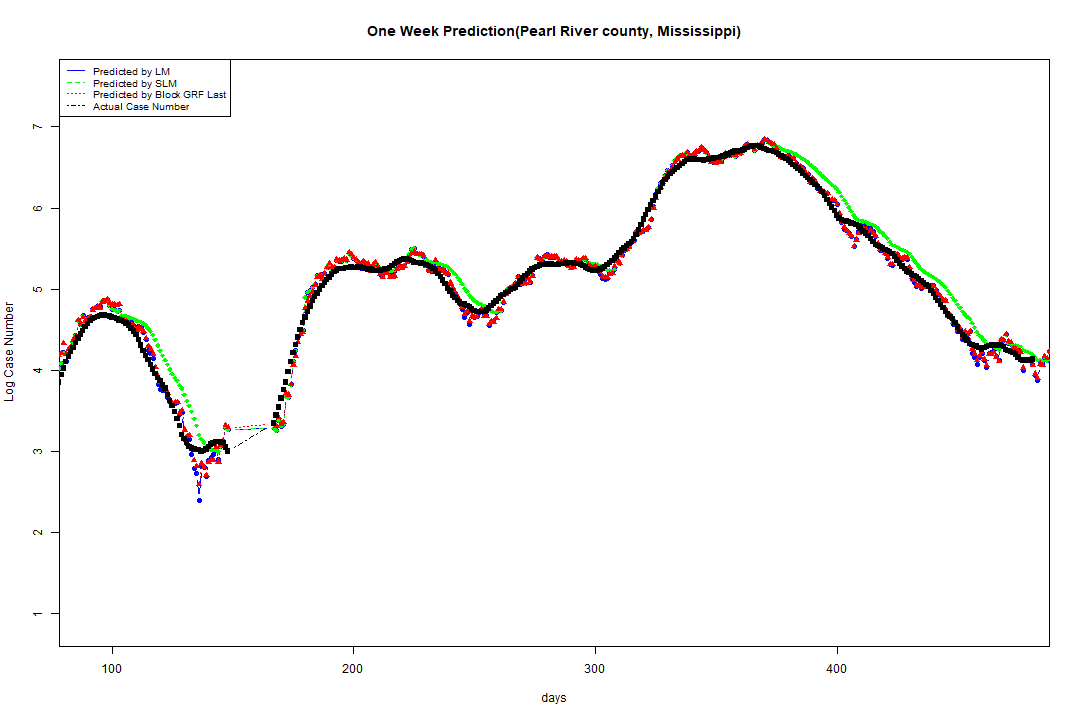 One Week Prediction(Pearl River county, Mississippi)
Predicted by LM
Predicted by SLM
Predicted by Block GRF Last
Actual Case Number
Log Case Number
7
6
5
4
3
2
1
100 200 300 400
days